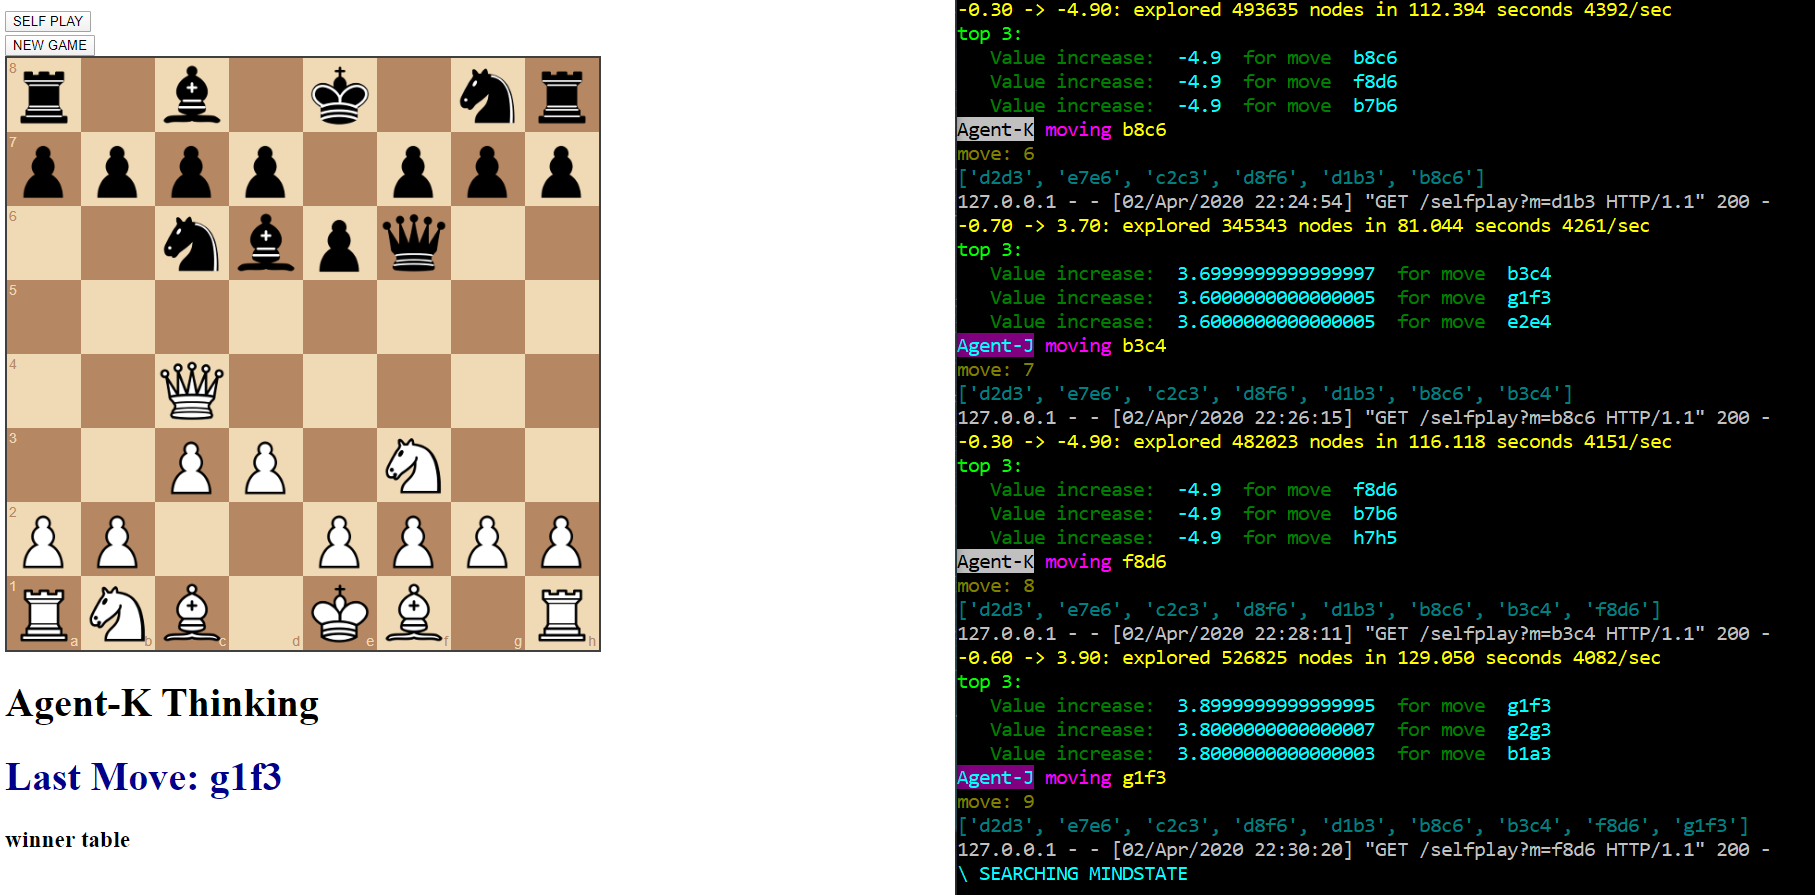 SELF PLAY
NEW GAME
8
7
6
5
4
3
2
1
a b c d e f g h
Agent-K Thinking
Last Move: g1f3
winner table
-0.30 -> -4.90: explored 493635 nodes in 112.394 seconds 4392/sec
top 3:
Value increase: -4.9 for move b8c6
Value increase: -4.9 for move f8d6
Value increase: -4.9 for move b7b6
Agent-K moving b8c6
move: 6
['d2d3', 'e7e6', 'c2c3', 'd8f6', 'd1b3', 'b8c6']
127.0.0.1 - - [02/Apr/2020 22:24:54] "GET /selfplay?m=d1b3 HTTP/1.1" 200 -
-0.70 -> 3.70: explored 345343 nodes in 81.044 seconds 4261/sec
top 3:
Value increase: 3.6999999999999997 for move b3c4
Value increase: 3.6000000000000005 for move g1f3
Value increase: 3.6000000000000005 for move e2e4
Agent-J moving b3c4
move: 7
['d2d3', 'e7e6', 'c2c3', 'd8f6', 'd1b3', 'b8c6', 'b3c4']
127.0.0.1 - - [02/Apr/2020 22:26:15] "GET /selfplay?m=b8c6 HTTP/1.1" 200 -
-0.30 -> -4.90: explored 482023 nodes in 116.118 seconds 4151/sec
top 3:
Value increase: -4.9 for move f8d6
Value increase: -4.9 for move b7b6
Value increase: -4.9 for move h7h5
Agent-K moving f8d6
move: 8
['d2d3', 'e7e6', 'c2c3', 'd8f6', 'd1b3', 'b8c6', 'b3c4', 'f8d6']
127.0.0.1 - - [02/Apr/2020 22:28:11] "GET /selfplay?m=b3c4 HTTP/1.1" 200 -
-0.60 -> 3.90: explored 526825 nodes in 129.050 seconds 4082/sec
top 3:
Value increase: 3.8999999999999995 for move g1f3
Value increase: 3.8000000000000007 for move g2g3
Value increase: 3.8000000000000003 for move b1a3
Agent-J moving g1f3
move: 9
['d2d3', 'e7e6', 'c2c3', 'd8f6', 'd1b3', 'b8c6', 'b3c4', 'f8d6', 'g1f3']
127.0.0.1 - - [02/Apr/2020 22:30:20] "GET /selfplay?m=f8d6 HTTP/1.1" 200 -
\ SEARCHING MINDSTATE